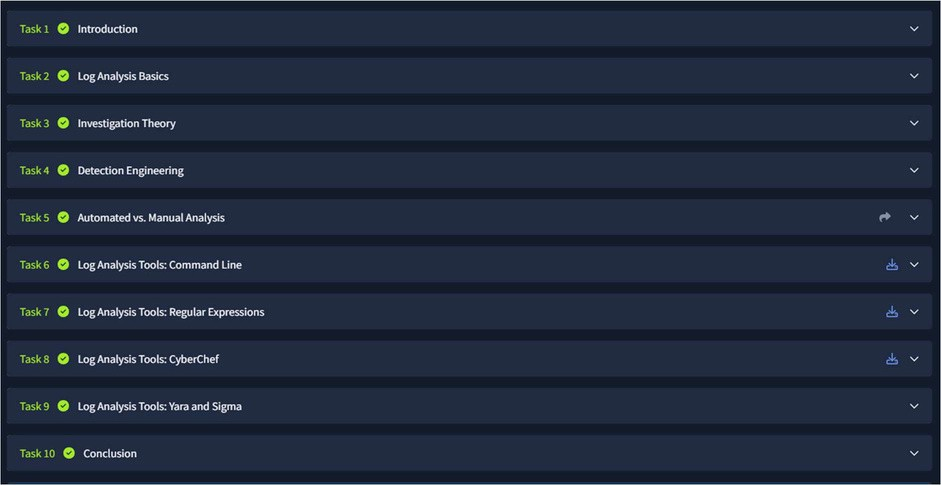 Task 1 Introduction
Task 2 Log Analysis Basics
Task 3 Investigation Theory
Task 4 Detection Engineering
Task 5 Automated vs. Manual Analysis
Task 6 Log Analysis Tools: Command Line
Task 7 Log Analysis Tools: Regular Expressions
Task 8 Log Analysis Tools: CyberChef
Task 9 Log Analysis Tools: Yara and Sigma
Task 10 Conclusion